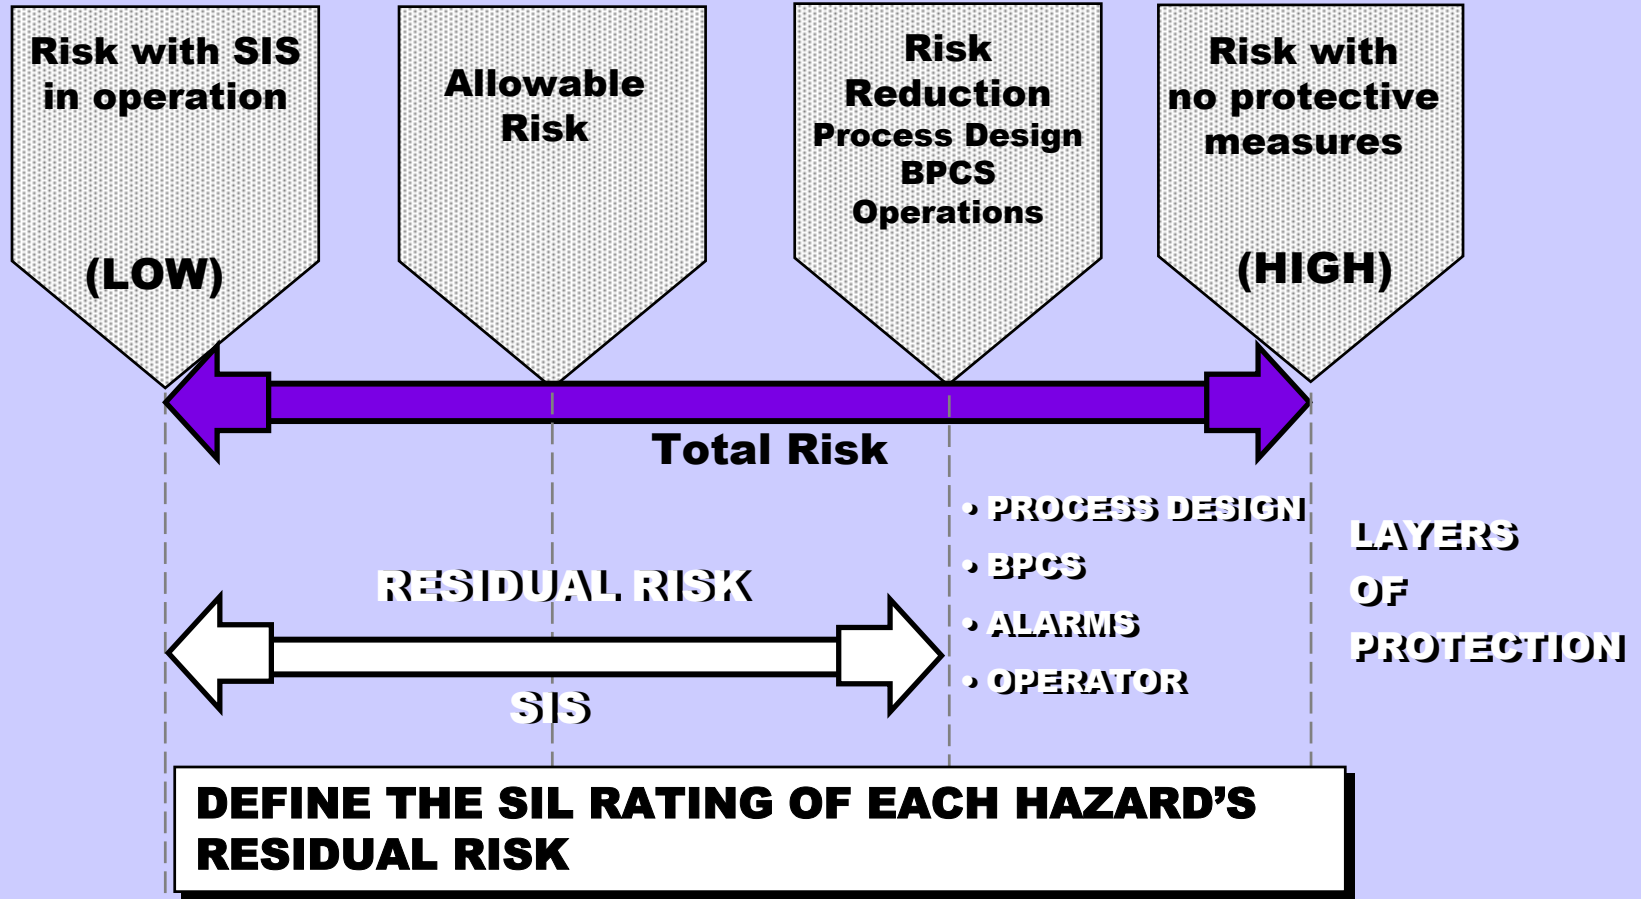 Risk with SIS
in operation
(LOW)
Allowable
Risk
Risk
Reduction
Process Design
BPCS
Operations
Risk with
no protective
measures
(HIGH)
Total Risk
• PROCESS DESIGN
• BPCS
• ALARMS
• OPERATOR
LAYERS
OF
PROTECTION
RESIDUAL RISK
SIS
DEFINE THE SIL RATING OF EACH HAZARD’S
RESIDUAL RISK